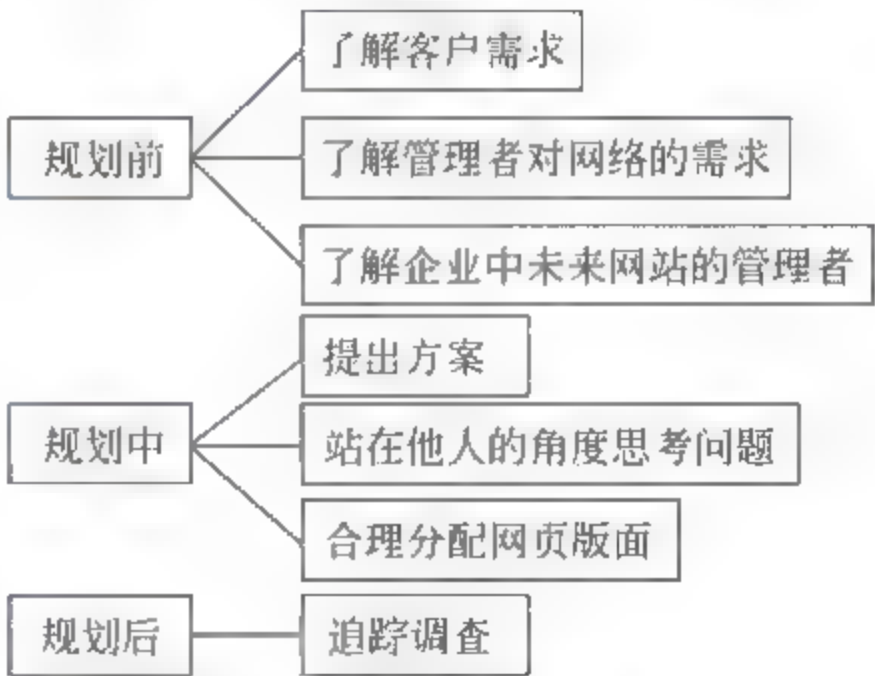 了解客户需求
规划前
了解管理者对网络的需求
了解企业中未来网站的管理者
提出方案
规划中
站在他人的角度思考问题
合理分配网页版面
规划后
追踪调查